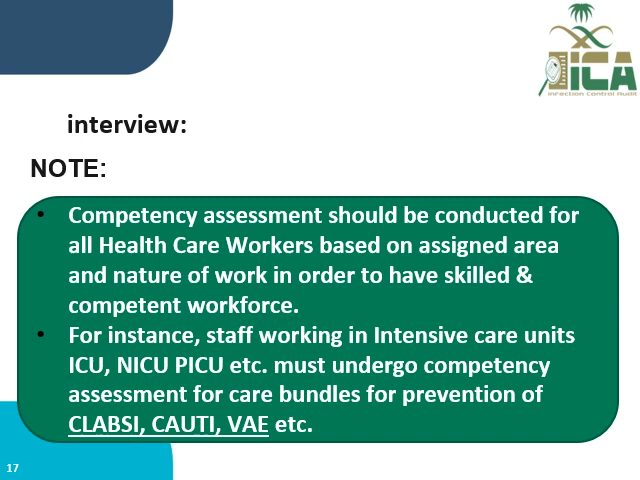 iCA
Infection Control Audit
interview:
NOTE:
• Competency assessment should be conducted for
all Health Care Workers based on assigned area
and nature of work in order to have skilled &
competent workforce.
• For instance, staff working in Intensive care units
ICU, NICU PICU etc. must undergo competency
assessment for care bundles for prevention of
CLABSI, CAUTI, VAE etc.
17